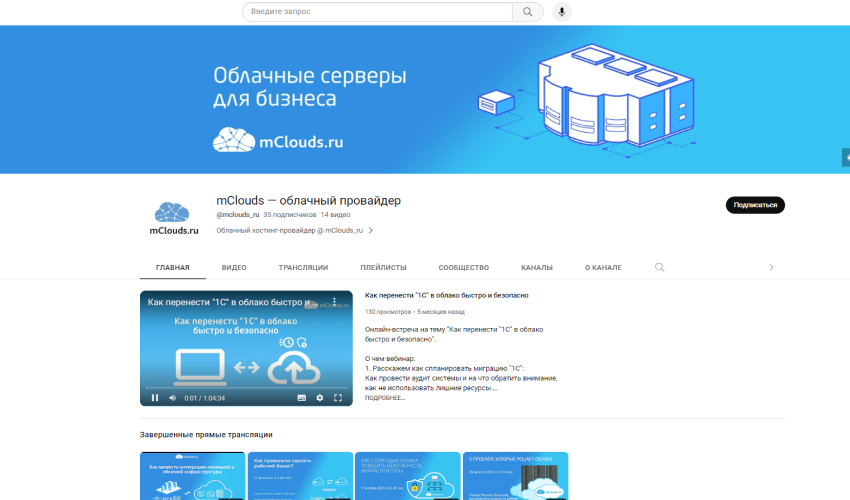 Введите запрос
Облачные серверы
для бизнеса
mClouds.ru
mClouds.ru
mClouds — облачный провайдер
@mclouds_ru 35 подписчиков 14 видео
Облачный хостинг-провайдер @ mClouds_ru
Подписаться
ГЛАВНАЯ ВИДЕО ТРАНСЛЯЦИИ ПЛЕЙЛИСТЫ СООБЩЕСТВО КАНАЛЫ О КАНАЛЕ
Как перенести "1С" в облако быстро и
mClouds.ru
Как перенести "1С" в облако
быстро и безопасно
0:01 / 1:04:34
Как перенести "1С" в облако быстро и безопасно
130 просмотров • 5 месяцев назад
Онлайн-встреча на тему "Как перенести "1С" в облако
быстро и безопасно".
О чем вебинар:
1. Расскажем как спланировать миграцию "1С":
Как провести аудит системы и на что обратить внимание,
как не использовать лишние ресурсы....
ПОДРОБНЕЕ...
Завершенные прямые трансляции
Как провести интеграцию локальной и
облачной инфраструктуры
Как правильно сделать
рабочий бекап?
КАК С ПОМОЩЬЮ ОБЛАКА
ПОВЫСИТЬ БЕЗОПАСНОСТЬ
ИНФРАСТРУКТУРЫ
5 ПРОБЛЕМ, КОТОРЫЕ РЕШАЕТ ОБЛАКО